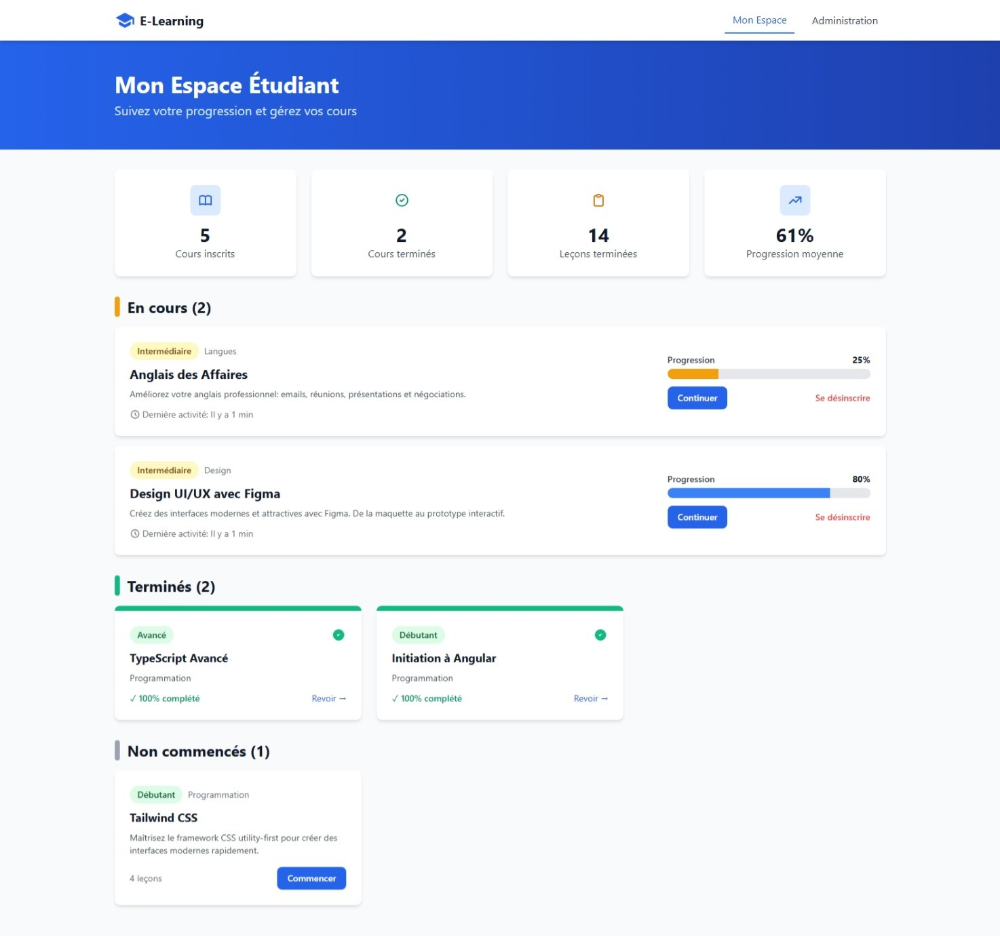 E-Learning
Mon Espace
Administration
Mon Espace Étudiant
Suivez votre progression et gérez vos cours
5
Cours inscrits
2
Cours terminés
14
Leçons terminées
61%
Progression moyenne
En cours (2)
Intermédiaire Langues
Anglais des Affaires
Améliorez votre anglais professionnel: emails, réunions, présentations et négociations.
Dernière activité: Il y a 1 min
Progression 25%
Continuer Se désinscrire
Intermédiaire Design
Design UI/UX avec Figma
Créez des interfaces modernes et attractives avec Figma. De la maquette au prototype interactif.
Dernière activité: Il y a 1 min
Progression 80%
Continuer Se désinscrire
Terminés (2)
Avancé
TypeScript Avancé
Programmation
✓ 100% complété Revoir →
Débutant
Initiation à Angular
Programmation
✓ 100% complété Revoir →
Non commencés (1)
Débutant Programmation
Tailwind CSS
Maîtrisez le framework CSS utility-first pour créer des
interfaces modernes rapidement.
4 leçons Commencer